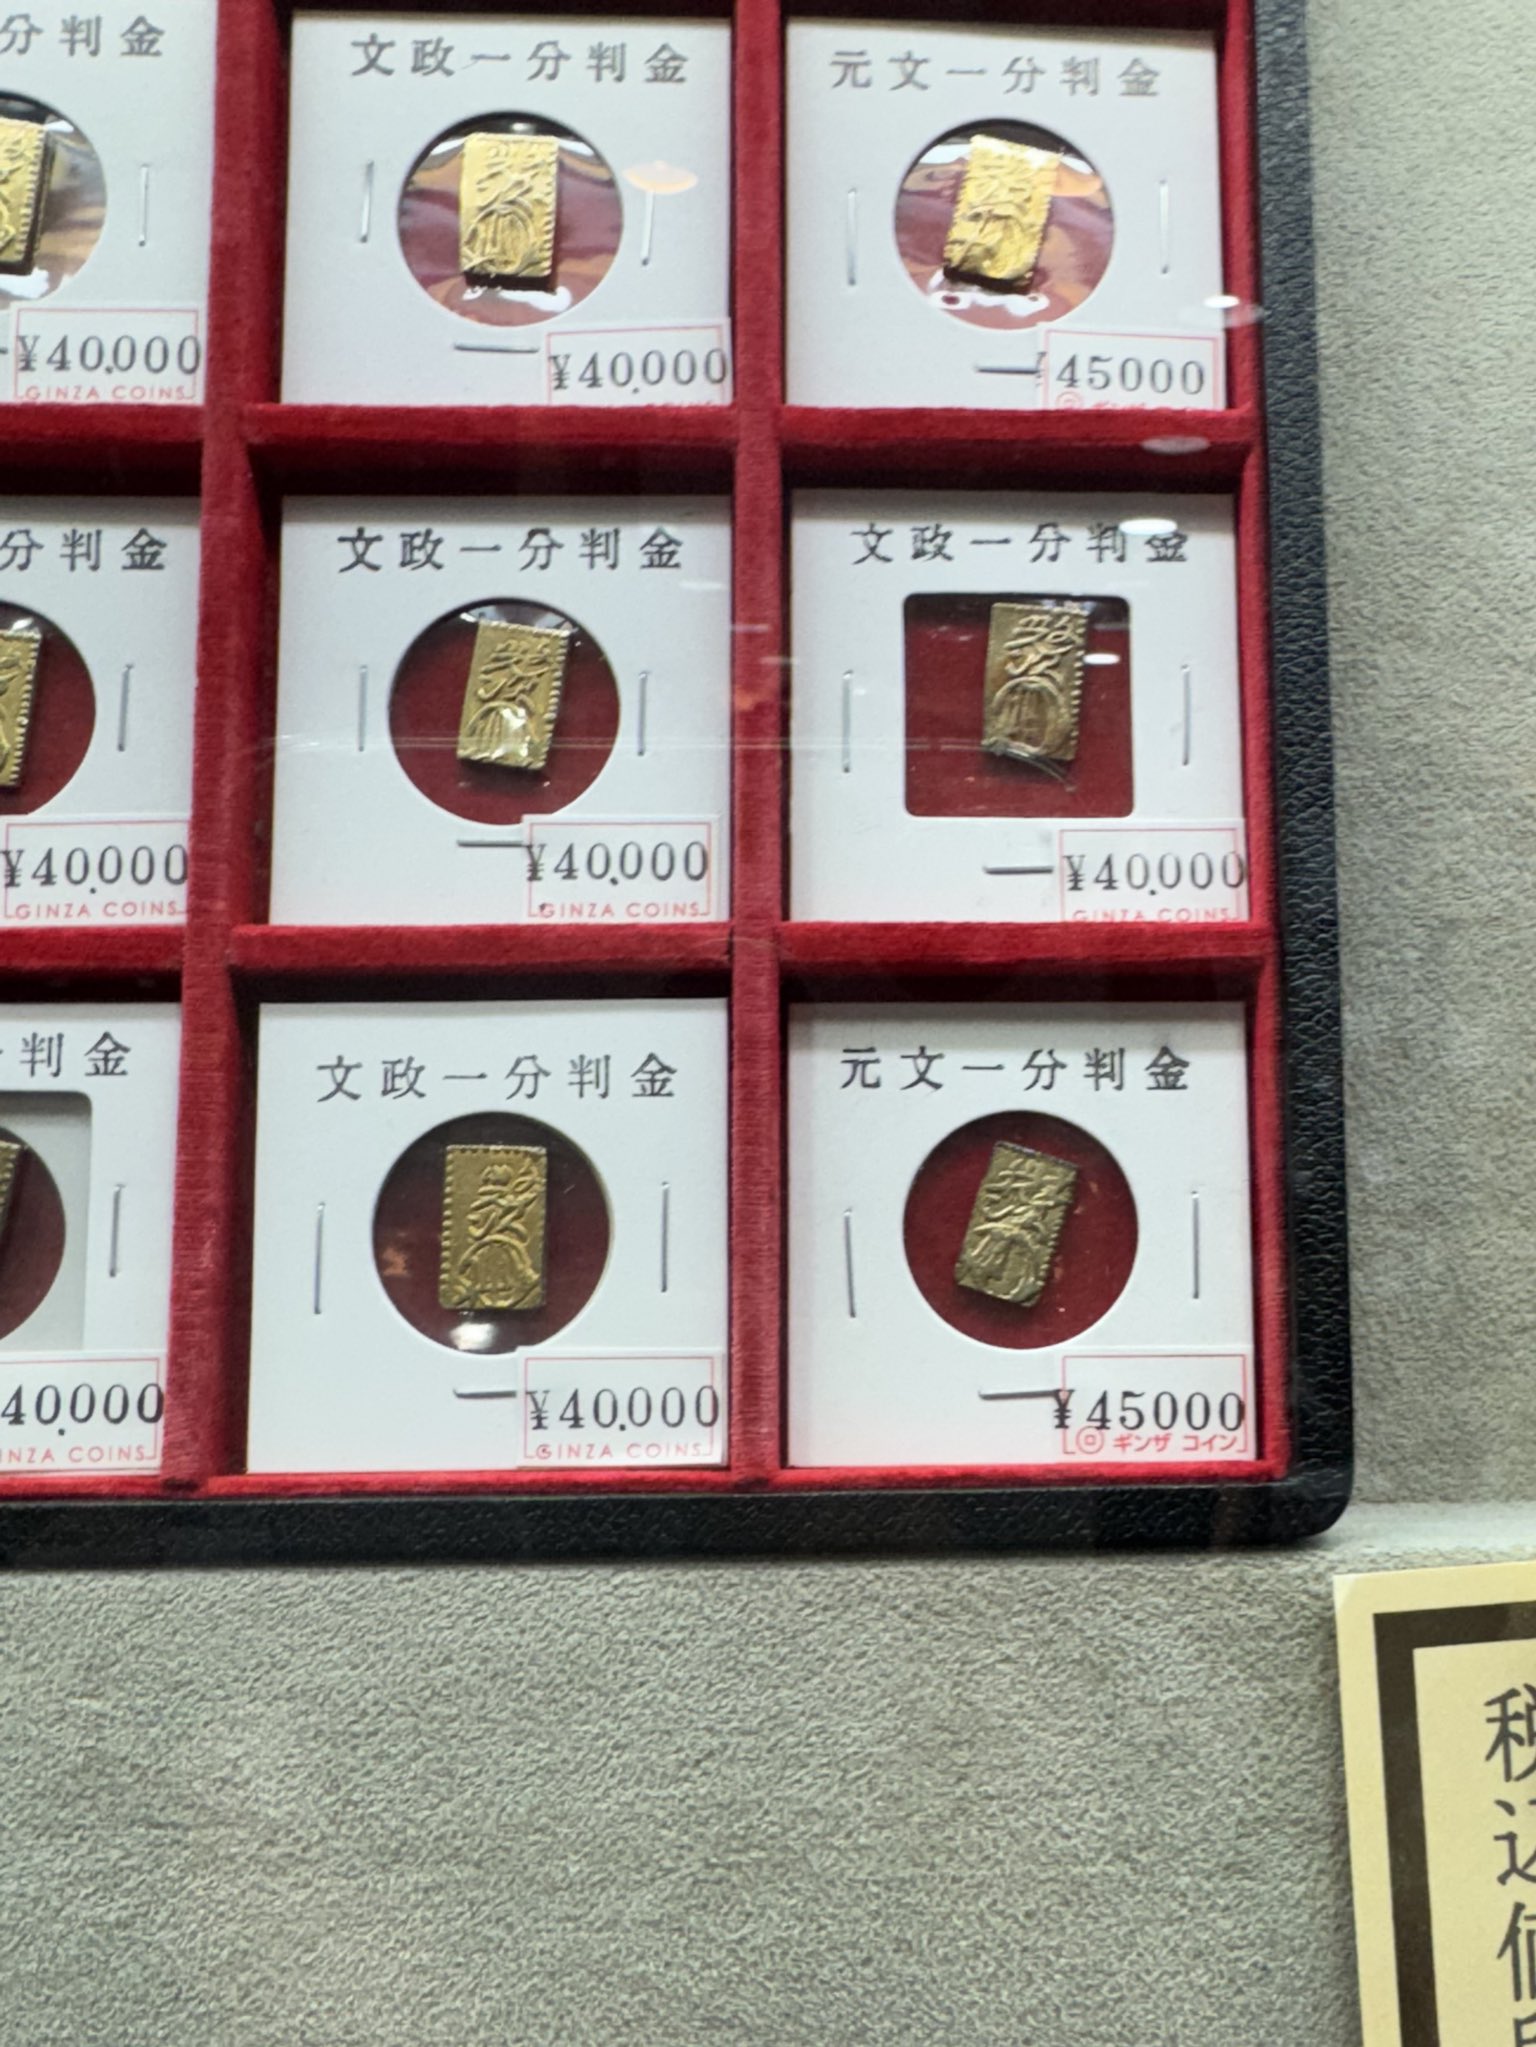 分判金
文政一分判金
元文一分判金
¥40,000
GINZA COINS
¥40,000
¥45000
分判金
文政一分判金
文政一分判金
¥40,000
GINZA COINS
¥40,000
GINZA COINS
¥40,000
GINZA COINS
判金
文政一分判金
元文一分判金
40,000
INZA COINS
¥40,000
GINZA COINS
¥45000
ギンザ コイン
税込価